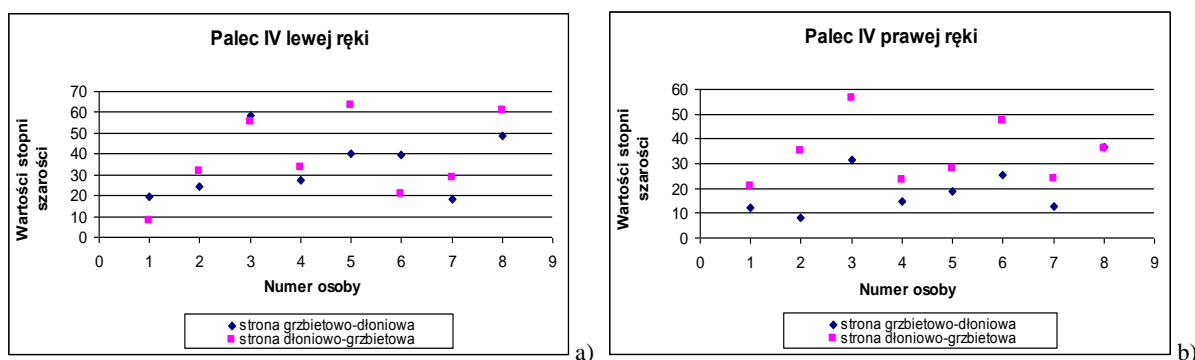 Palec IV lewej ręki
Wartości stopni
szarości
70
60
50
40
30
20
10
0
0 1 2 3 4 5 6 7 8 9
Numer osoby
strona grzbietowo-dłoniowa
strona dłoniowo-grzbietowa
a)
Palec IV prawej ręki
Wartości stopni
szarości
60
50
40
30
20
10
0
0 1 2 3 4 5 6 7 8 9
Numer osoby
strona grzbietowo-dłoniowa
strona dłoniowo-grzbietowa
b)